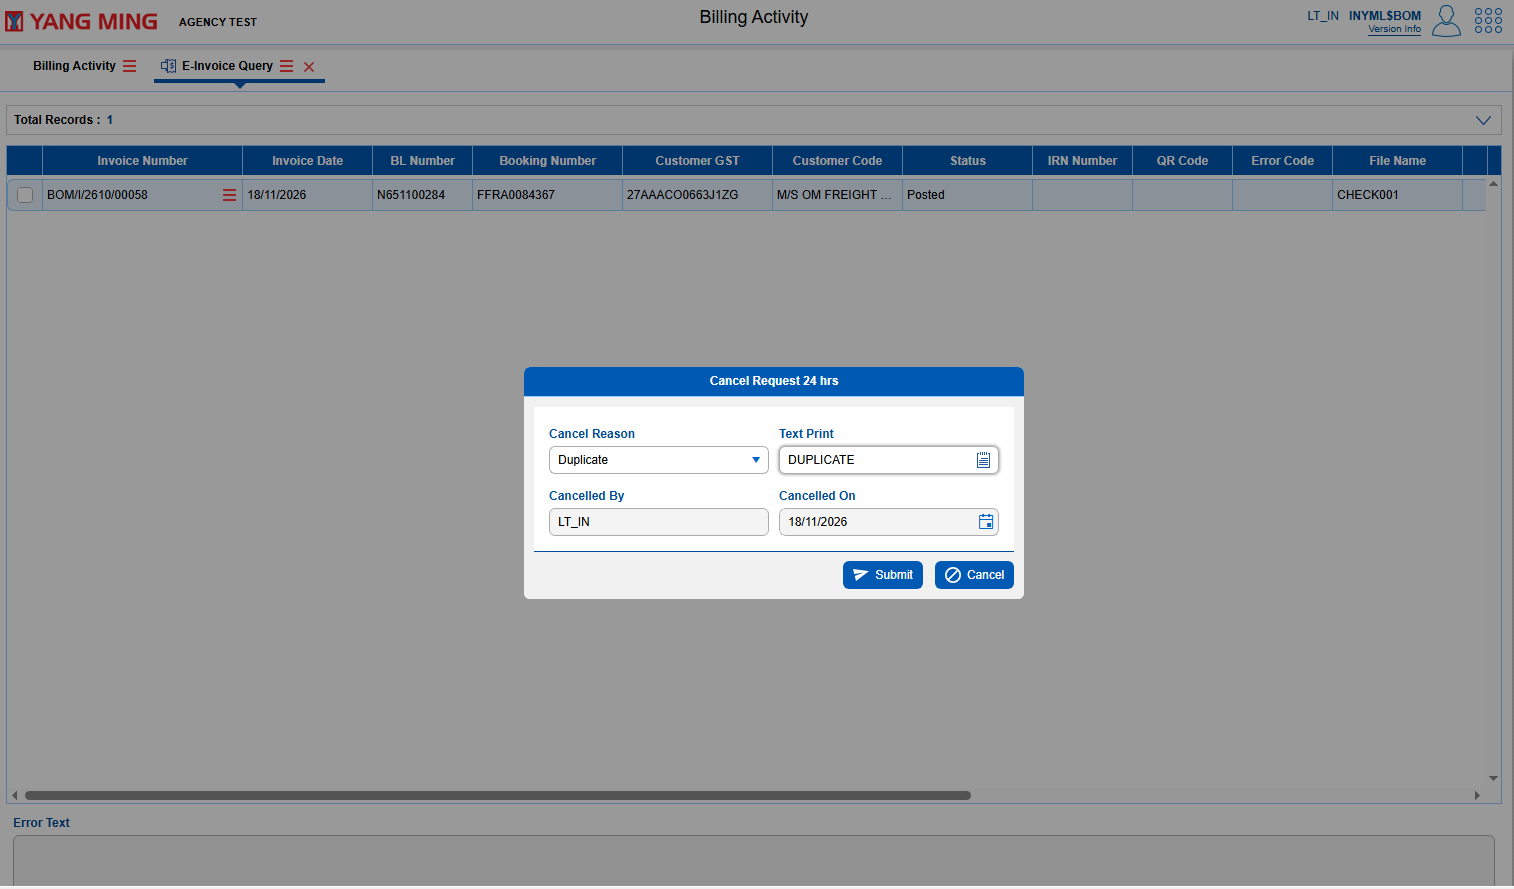 YANG MING
AGENCY TEST
Billing Activity
LT_IN INYML$BOM
Version Info
Billing Activity
E-Invoice Query
Total Records : 1
Invoice Number Invoice Date BL Number Booking Number Customer GST Customer Code Status IRN Number QR Code Error Code File Name
BOM/I/2610/00058 18/11/2026 N651100284 FFRA0084367 27AAACO0663J1ZG M/S OM FREIGHT ... Posted CHECK001
Cancel Request 24 hrs
Cancel Reason Text Print
Duplicate DUPLICATE
Cancelled By Cancelled On
LT_IN 18/11/2026
Submit Cancel
Error Text